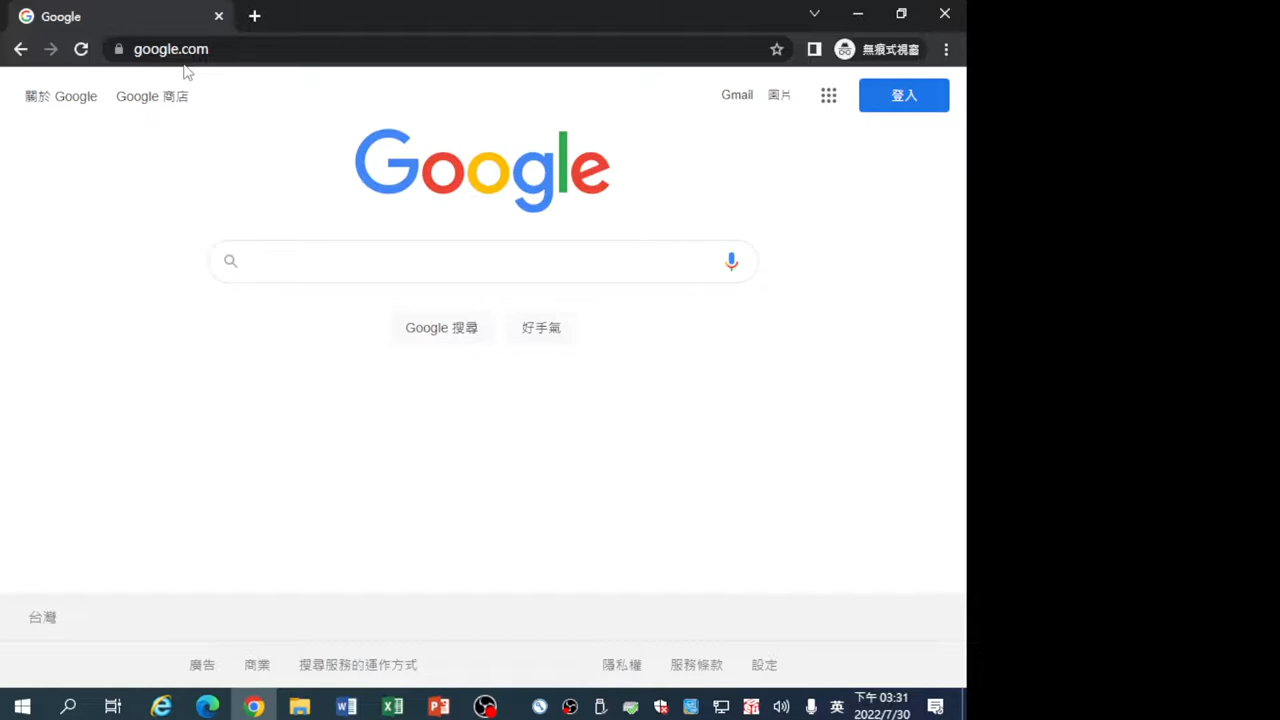 Google
google.com
無痕式視窗
關於 Google
Google 商店
Gmail
圖片
登入
Google
Google 搜尋
好手氣
台灣
廣告
商業
搜尋服務的運作方式
隱私權
服務條款
設定
英
下午 03:31
2022/7/30